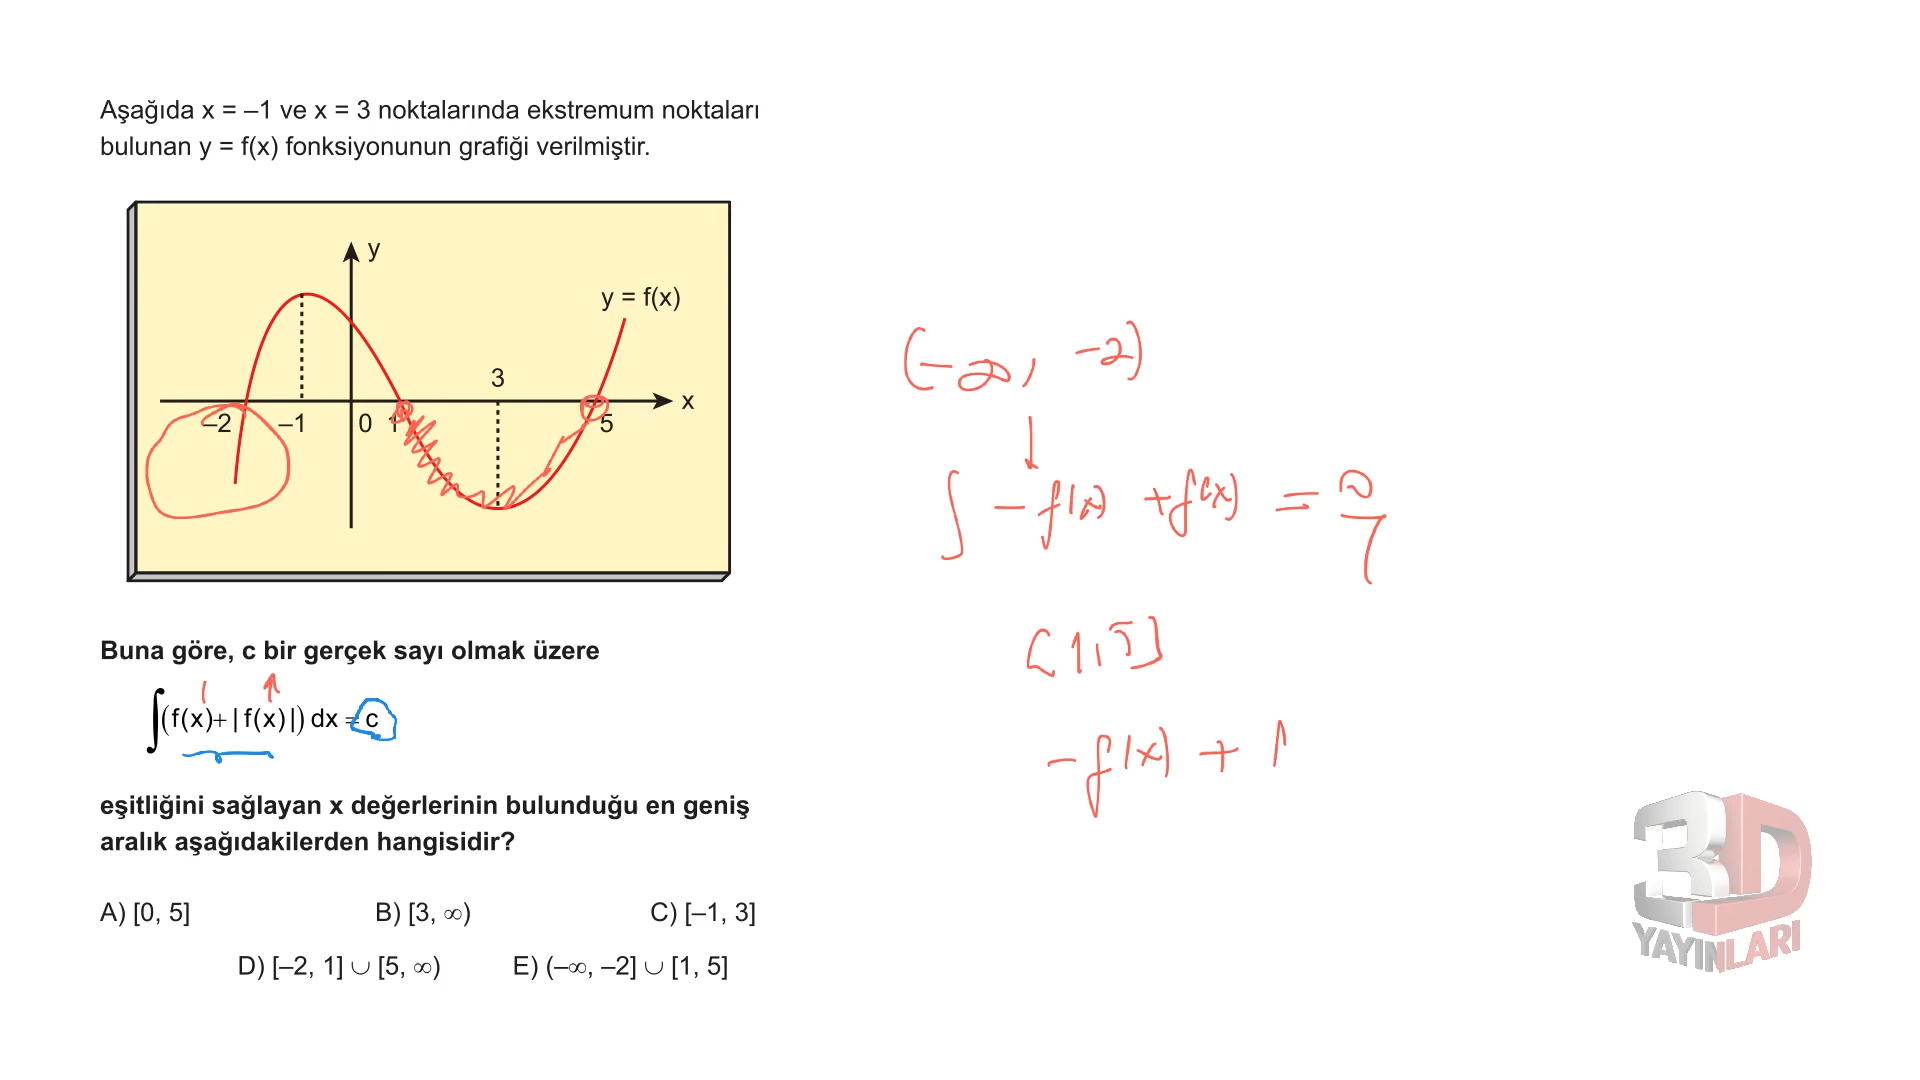 Aşağıda x = –1 ve x = 3 noktalarında ekstremum noktaları
bulunan y = f(x) fonksiyonunun grafiği verilmiştir.
y
y = f(x)
3
x
–2 –1 0 1 5
(-∞, -2)
∫ -f(x) +f(x) = 0
[1,5]
-f(x) +
Buna göre, c bir gerçek sayı olmak üzere
∫(f(x)+|f(x)|) dx = c
eşitliğini sağlayan x değerlerinin bulunduğu en geniş
aralık aşağıdakilerden hangisidir?
A) [0, 5] B) [3, ∞) C) [–1, 3]
D) [–2, 1] ∪ [5, ∞) E) (–∞, –2] ∪ [1, 5]
3D
YAYINLARI